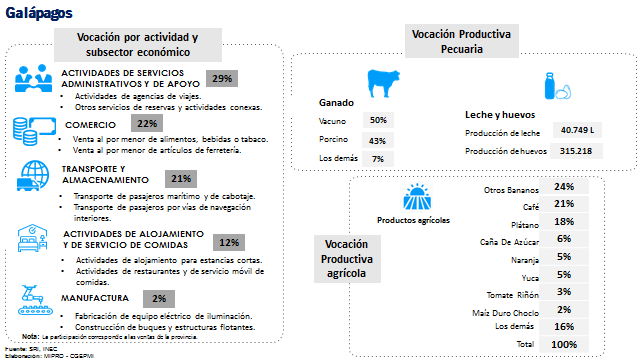 Galápagos
Vocación por actividad y
subsector económico
ACTIVIDADES DE SERVICIOS
ADMINISTRATIVOS Y DE APOYO 29%
• Actividades de agencias de viajes.
• Otros servicios de reservas y actividades conexas.
COMERCIO 22%
• Venta al por menor de alimentos, bebidas o tabaco.
• Venta al por menor de artículos de ferretería.
TRANSPORTE Y
ALMACENAMIENTO 21%
• Transporte de pasajeros marítimo y de cabotaje.
• Transporte de pasajeros por vías de navegación
interiores.
ACTIVIDADES DE ALOJAMIENTO
Y DE SERVICIO DE COMIDAS 12%
• Actividades de alojamiento para estancias cortas.
• Actividades de restaurantes y de servicio móvil de
comidas.
MANUFACTURA 2%
• Fabricación de equipo eléctrico de iluminación.
• Construcción de buques y estructuras flotantes.
Nota: La participación corresponde a las ventas de la provincia.
Fuente: SRI, INEC
Elaboración: MIPRO - CGEPMI
Vocación Productiva
Pecuaria
Ganado
Vacuno 50%
Porcino 43%
Los demás 7%
Leche y huevos
Producción de leche 40.749 L
Producción de huevos 315.218
Vocación
Productiva
agrícola
Productos agrícolas
Otros Bananos 24%
Café 21%
Plátano 18%
Caña De Azúcar 6%
Naranja 5%
Yuca 5%
Tomate Riñón 3%
Maíz Duro Choclo 2%
Los demás 16%
Total 100%